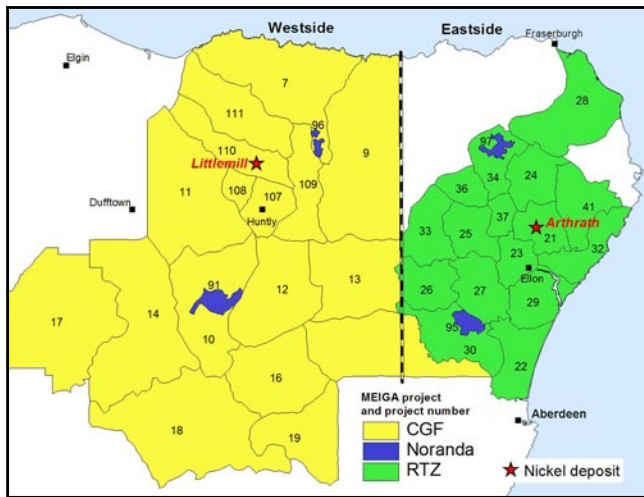 Westside
Eastside
Fraserburgh
Elgin
7
28
111
96
97
110
9
24
Littlemill
34
11
108
107
109
36
41
Dufftown
Huntly
37
Arthrath
33
25
21
32
23
91
13
26
Ellon
12
27
14
29
17
95
10
30
22
16
MEIGA project
and project number
CGF
Aberdeen
18
19
Noranda
RTZ
Nickel deposit